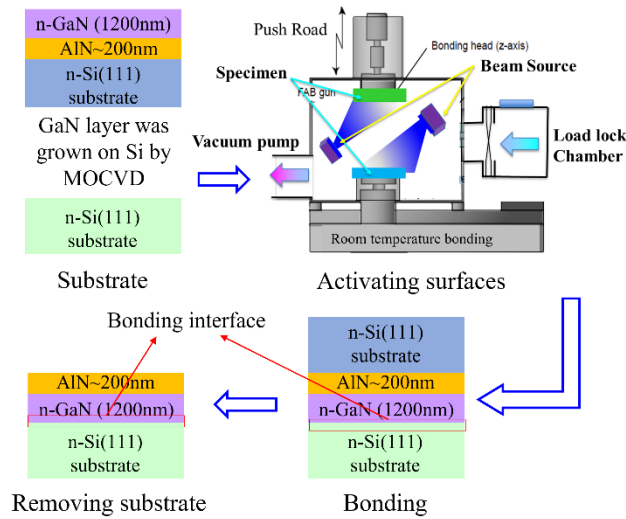 n-GaN (1200nm)
AlN~200nm
n-Si(111)
substrate
GaN layer was
grown on Si by
MOCVD
n-Si(111)
substrate
Substrate
Push Road
Bonding head (z-axis)
Specimen
FAB gun
Beam Source
Vacuum pump
Load lock
Chamber
Room temperature bonding
Activating surfaces
Bonding interface
AlN~200nm
n-GaN (1200nm)
n-Si(111)
substrate
Removing substrate
n-Si(111)
substrate
AlN~200nm
n-GaN (1200nm)
n-Si(111)
substrate
Bonding